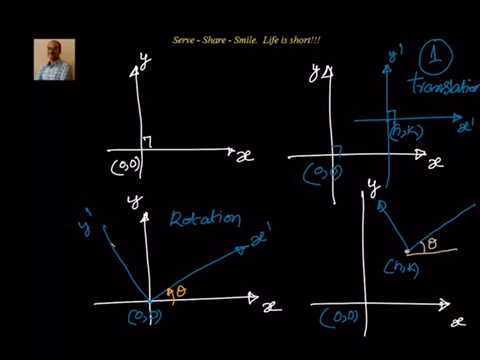 Serve - Share - Smile. Life is short!!!
y
x
(0,0)
y
y'
1
Translation
(h,k)
x'
x
(0,0)
y
y'
Rotation
x'
θ
x
(0,0)
y
θ
(h,k)
x
(0,0)